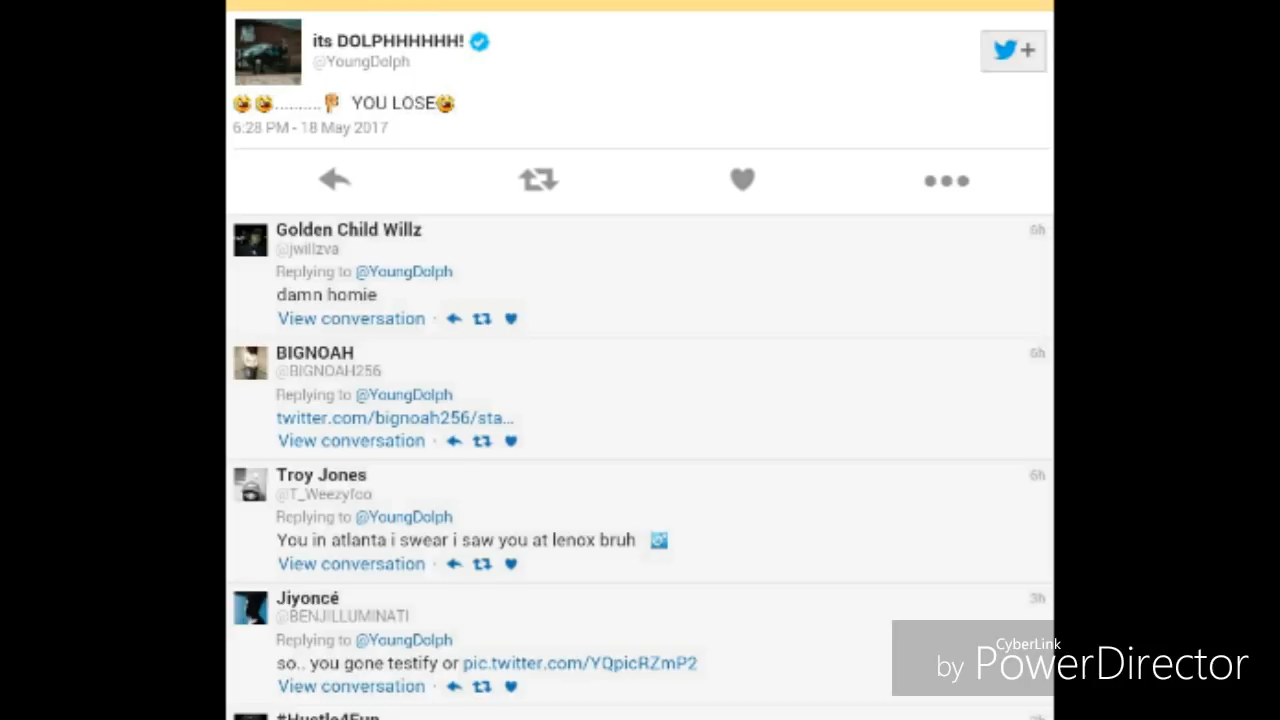 its DOLPHHHHHH!
@YoungDolph
😂😂..........👎 YOU LOSE😂
6:28 PM - 18 May 2017
Golden Child Willz
6h
@jwillzva
Replying to @YoungDolph
damn homie
View conversation ·
BIGNOAH
6h
@BIGNOAH256
Replying to @YoungDolph
twitter.com/bignoah256/sta…
View conversation ·
Troy Jones
6h
@T_Weezyfoo
Replying to @YoungDolph
You in atlanta i swear i saw you at lenox bruh
View conversation ·
Jiyoncé
3h
@BENJILLUMINATI
Replying to @YoungDolph
so.. you gone testify or pic.twitter.com/YQpicRZmP2
View conversation ·
#Hustle4Fun
CyberLink
by PowerDirector